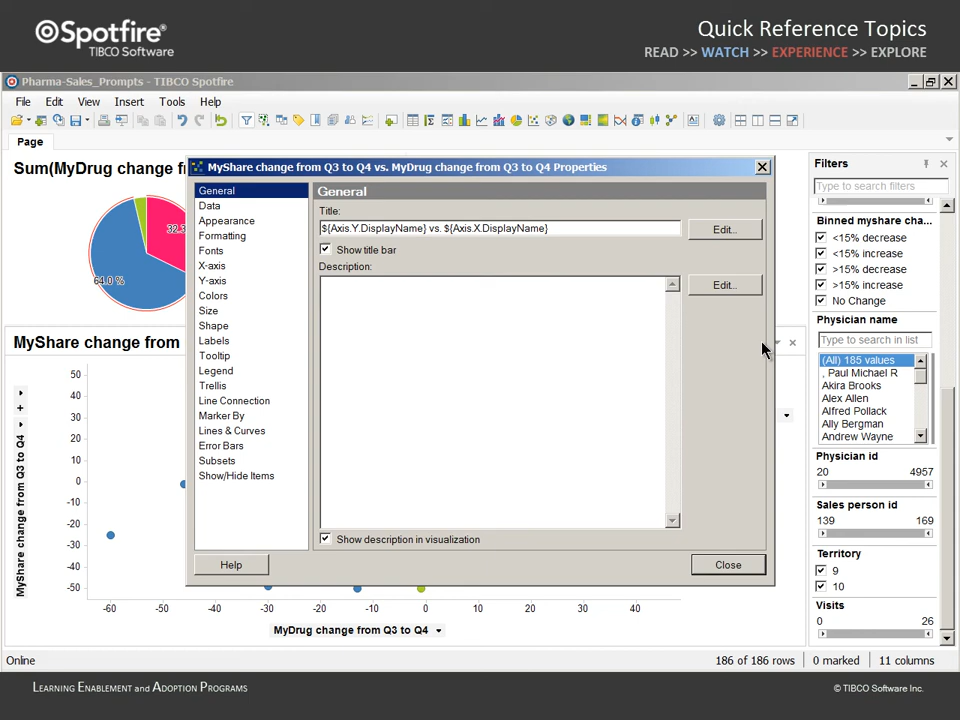 Spotfire®
TIBCO Software
Quick Reference Topics
READ >> WATCH >> EXPERIENCE >> EXPLORE
Pharma-Sales_Prompts - TIBCO Spotfire
File Edit View Insert Tools Help
Page
Sum(MyDrug change f
32.3
64.0 %
MyShare change from
50
40
30
20
10
0
-10
-20
-30
-40
-50
MyShare change from Q3 to Q4
-60 -50 -40 -30 -20 -10 0 10 20 30 40
MyDrug change from Q3 to Q4
MyShare change from Q3 to Q4 vs. MyDrug change from Q3 to Q4 Properties
General
Data
Appearance
Formatting
Fonts
X-axis
Y-axis
Colors
Size
Shape
Labels
Tooltip
Legend
Trellis
Line Connection
Marker By
Lines & Curves
Error Bars
Subsets
Show/Hide Items
General
Title:
${Axis.Y.DisplayName} vs. ${Axis.X.DisplayName}
Edit...
Show title bar
Description:
Edit...
Show description in visualization
Help
Close
Filters
Type to search filters
Binned myshare cha...
<15% decrease
<15% increase
>15% decrease
>15% increase
No Change
Physician name
Type to search in list
(All) 185 values
, Paul Michael R
Akira Brooks
Alex Allen
Alfred Pollack
Ally Bergman
Andrew Wayne
Physician id
20 4957
Sales person id
139 169
Territory
9
10
Visits
0 26
Online
186 of 186 rows
0 marked
11 columns
LEARNING ENABLEMENT AND ADOPTION PROGRAMS
© TIBCO Software Inc.